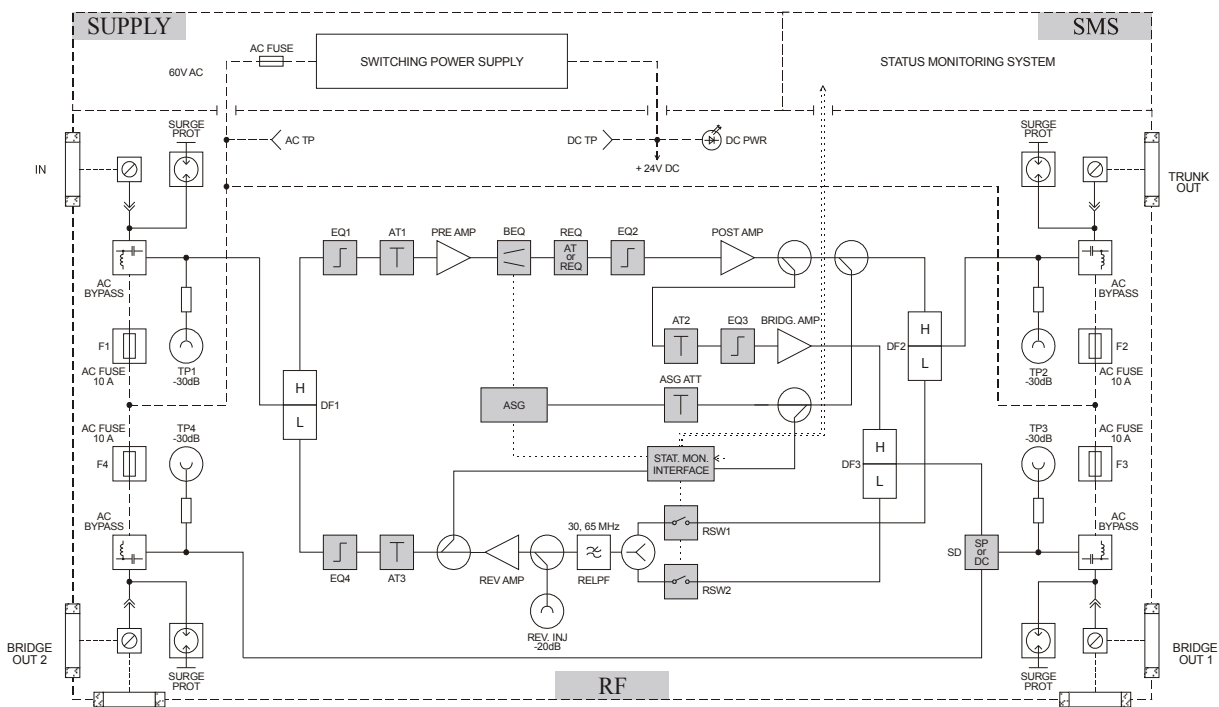 SUPPLY
SMS
AC FUSE
60V AC
SWITCHING POWER SUPPLY
STATUS MONITORING SYSTEM
SURGE
PROT
AC TP
DC TP
DC PWR
+ 24V DC
SURGE
PROT
IN
TRUNK
OUT
EQ1
AT1
PRE AMP
BEQ
REQ
AT
or
REQ
EQ2
POST AMP
AC
BYPASS
AC
BYPASS
F1
AC FUSE
10 A
TP1
-30dB
AT2
EQ3
BRIDG. AMP
H
L
DF2
TP2
-30dB
F2
AC FUSE
10 A
H
L
DF1
ASG
ASG ATT
AC FUSE
10 A
F4
TP4
-30dB
STAT. MON.
INTERFACE
H
L
DF3
TP3
-30dB
AC FUSE
10 A
F3
AC
BYPASS
AC
BYPASS
EQ4
AT3
REV AMP
30, 65 MHz
RELPF
RSW1
RSW2
SD
SP
or
DC
REV. INJ
-20dB
BRIDGE
OUT 2
SURGE
PROT
SURGE
PROT
BRIDGE
OUT 1
RF